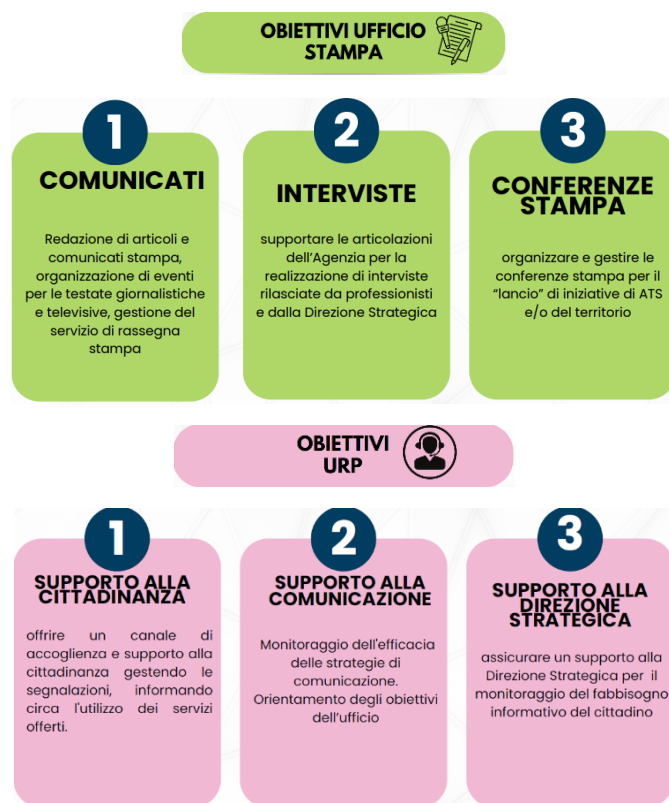 OBIETTIVI UFFICIO
STAMPA
1
COMUNICATI
Redazione di articoli e
comunicati stampa,
organizzazione di eventi
per le testate giornalistiche
e televisive, gestione del
servizio di rassegna
stampa
2
INTERVISTE
supportare le articolazioni
dell'Agenzia per la
realizzazione di interviste
rilasciate da professionisti
e dalla Direzione Strategica
3
CONFERENZE
STAMPA
organizzare e gestire le
conferenze stampa per il
“lancio” di iniziative di ATS
e/o del territorio
OBIETTIVI
URP
1
SUPPORTO ALLA
CITTADINANZA
offrire un canale di
accoglienza e supporto alla
cittadinanza gestendo le
segnalazioni, informando
circa l'utilizzo dei servizi
offerti.
2
SUPPORTO ALLA
COMUNICAZIONE
Monitoraggio dell'efficacia
delle strategie di
comunicazione.
Orientamento degli obiettivi
dell'ufficio
3
SUPPORTO ALLA
DIREZIONE
STRATEGICA
assicurare un supporto alla
Direzione Strategica per il
monitoraggio del fabbisogno
informativo del cittadino